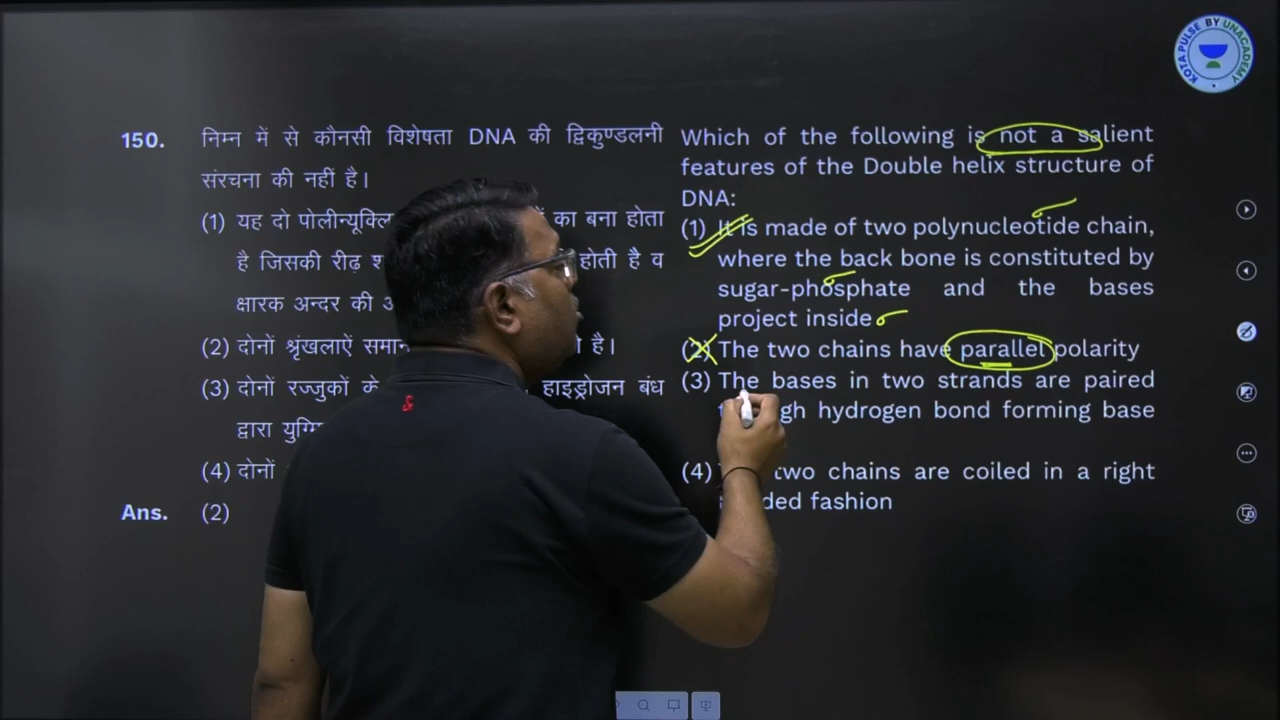 KOTA PULSE BY UNACADEMY
150. निम्न में से कौनसी विशेषता DNA की द्विकुण्डलनी
संरचना की नहीं है।
(1) यह दो पोलीन्यूक्लि का बना होता
है जिसकी रीढ़ होती है व
क्षारक अन्दर की
(2) दोनों श्रृंखलाऐं समान है।
(3) दोनों रज्जुकों के हाइड्रोजन बंध
द्वारा
(4) दोनों
Ans. (2)
Which of the following is not a salient
features of the Double helix structure of
DNA:
(1) It is made of two polynucleotide chain,
where the back bone is constituted by
sugar-phosphate and the bases
project inside
(2) The two chains have parallel polarity
(3) The bases in two strands are paired
hydrogen bond forming base
(4) two chains are coiled in a right
fashion